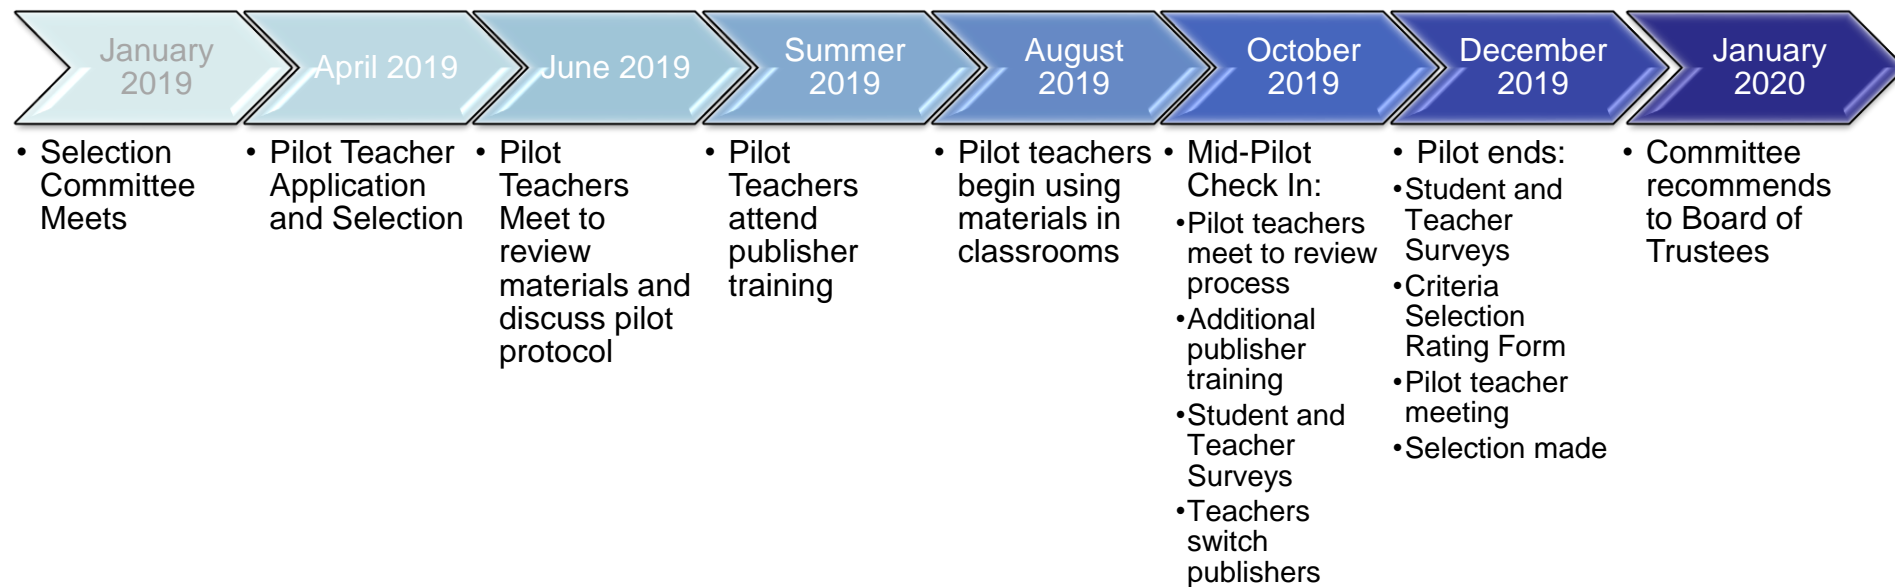 January
2019
April 2019
June 2019
Summer
2019
August
2019
October
2019
December
2019
January
2020
• Selection
Committee
Meets
• Pilot Teacher
Application
and Selection
• Pilot
Teachers
Meet to
review
materials and
discuss pilot
protocol
• Pilot
Teachers
attend
publisher
training
• Pilot teachers
begin using
materials in
classrooms
• Mid-Pilot
Check In:
•Pilot teachers
meet to review
process
•Additional
publisher
training
•Student and
Teacher
Surveys
•Teachers
switch
publishers
• Pilot ends:
•Student and
Teacher
Surveys
•Criteria
Selection
Rating Form
•Pilot teacher
meeting
•Selection made
• Committee
recommends
to Board of
Trustees